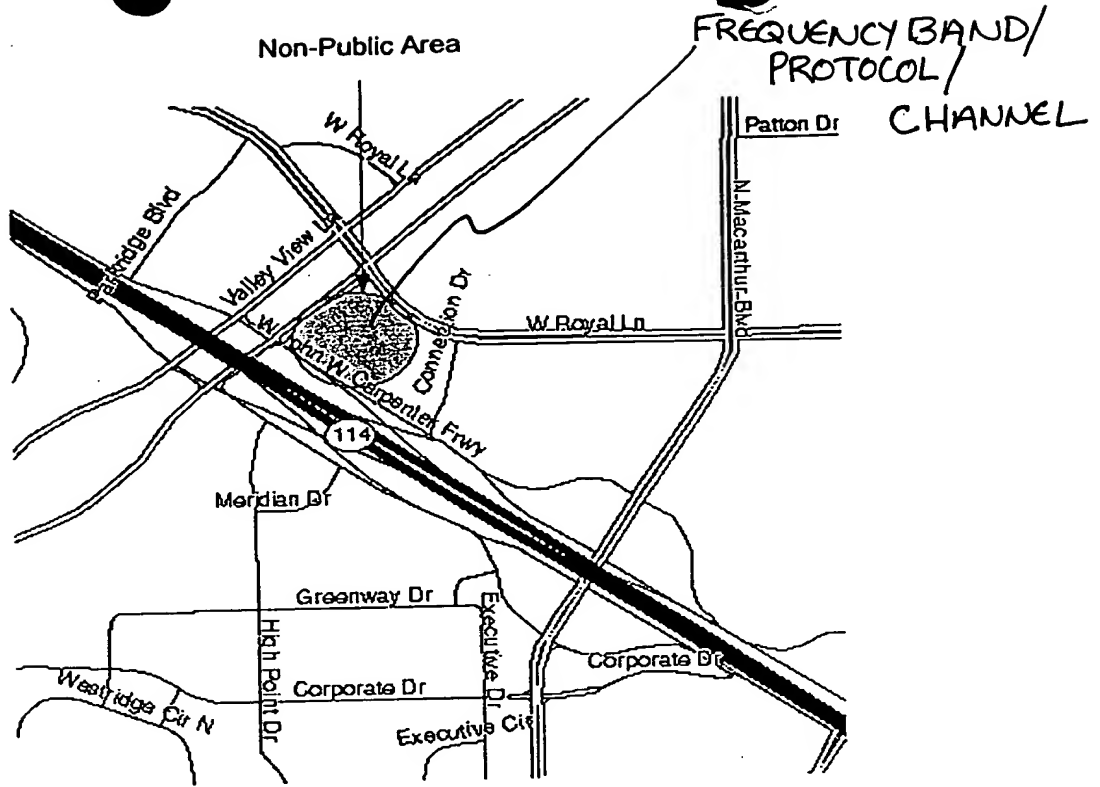 Non-Public Area
FREQUENCY BAND/
PROTOCOL/
CHANNEL
Patton Dr
W Royal Ln
N Macarthur Blvd
Parkridge Blvd
Valley View Ln
Connection Dr
W Royal Ln
W John W Carpenter Frwy
114
Meridian Dr
Greenway Dr
High Point Dr
Executive Dr
Corporate Dr
Westridge Cir N
Corporate Dr
Executive Cir